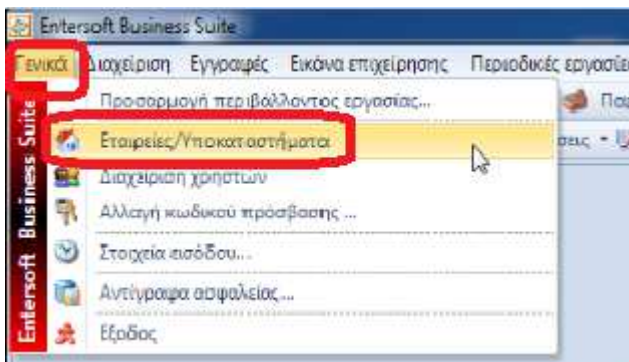 Entersoft Business Suite
Γενικά Διαχείριση Εγγραφές Εικόνα επιχείρησης Περιοδικές εργασίες
Προσαρμογή περιβάλλοντος εργασίας...
Εταιρείες/Υποκαταστήματα
Διαχείριση χρηστών
Αλλαγή κωδικού πρόσβασης ...
Στοιχεία εισόδου...
Αντίγραφα ασφαλείας ...
Έξοδος
Entersoft Business Suite